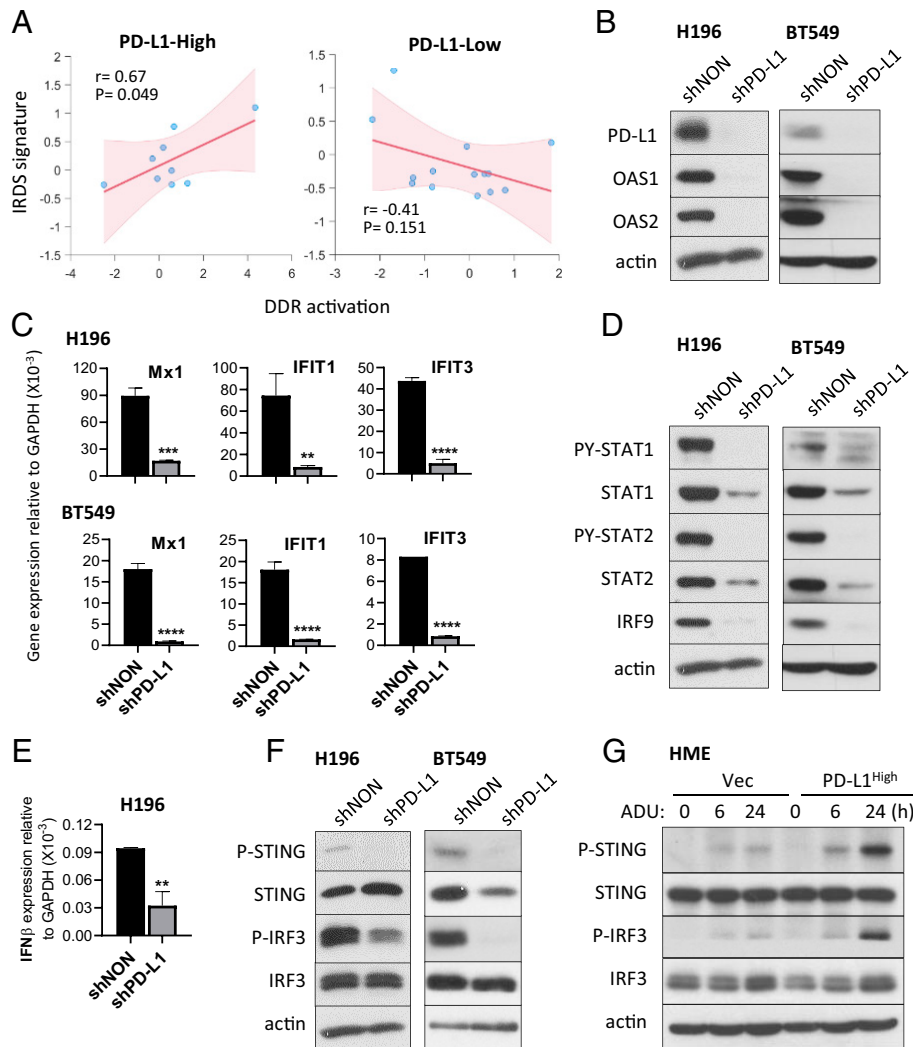 A
PD-L1-High
PD-L1-Low
IRDS signature
2
1.5
1
0.5
0
-0.5
-1
-1.5
r= 0.67
P= 0.049
-4
-2
0
2
4
6
1.5
1
0.5
0
-0.5
-1
-1.5
r= -0.41
P= 0.151
-3
-2
-1
0
1
2
DDR activation
B
H196
BT549
shNON
shPD-L1
shNON
shPD-L1
PD-L1
OAS1
OAS2
actin
C
Gene expression relative to GAPDH (X10⁻³)
H196
Mx1
90
60
30
0
***
IFIT1
100
80
60
40
20
0
**
IFIT3
50
40
30
20
10
0
****
BT549
Mx1
25
20
15
10
5
0
****
IFIT1
25
20
15
10
5
0
****
IFIT3
10
8
6
4
2
0
****
shNON
shPD-L1
shNON
shPD-L1
shNON
shPD-L1
D
H196
BT549
shNON
shPD-L1
shNON
shPD-L1
PY-STAT1
STAT1
PY-STAT2
STAT2
IRF9
actin
E
H196
IFNβ expression relative
to GAPDH (X10⁻³)
0.12
0.09
0.06
0.03
0.00
**
shNON
shPD-L1
F
H196
BT549
shNON
shPD-L1
shNON
shPD-L1
P-STING
STING
P-IRF3
IRF3
actin
G
HME
Vec
PD-L1ᴴⁱᵍʰ
ADU: 0 6 24 0 6 24 (h)
P-STING
STING
P-IRF3
IRF3
actin